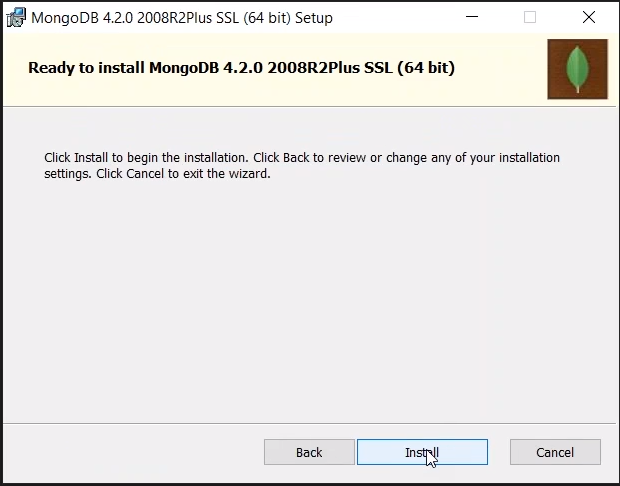 MongoDB 4.2.0 2008R2Plus SSL (64 bit) Setup
Ready to install MongoDB 4.2.0 2008R2Plus SSL (64 bit)
Click Install to begin the installation. Click Back to review or change any of your installation
settings. Click Cancel to exit the wizard.
Back Install Cancel